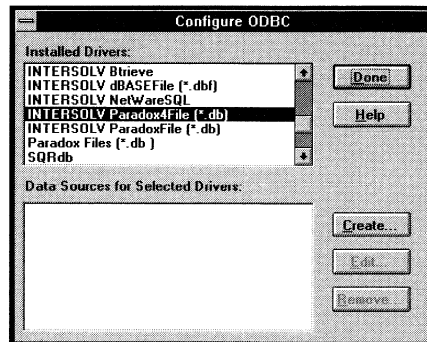 Configure ODBC
Installed Drivers:
INTERSOLV Btrieve
INTERSOLV dBASEFile (*.dbf)
INTERSOLV NetWareSQL
INTERSOLV Paradox4File (*.db)
INTERSOLV ParadoxFile (*.db)
Paradox Files (*.db )
SQRdb
Done
Help
Data Sources for Selected Drivers:
Create...
Edit...
Remove...